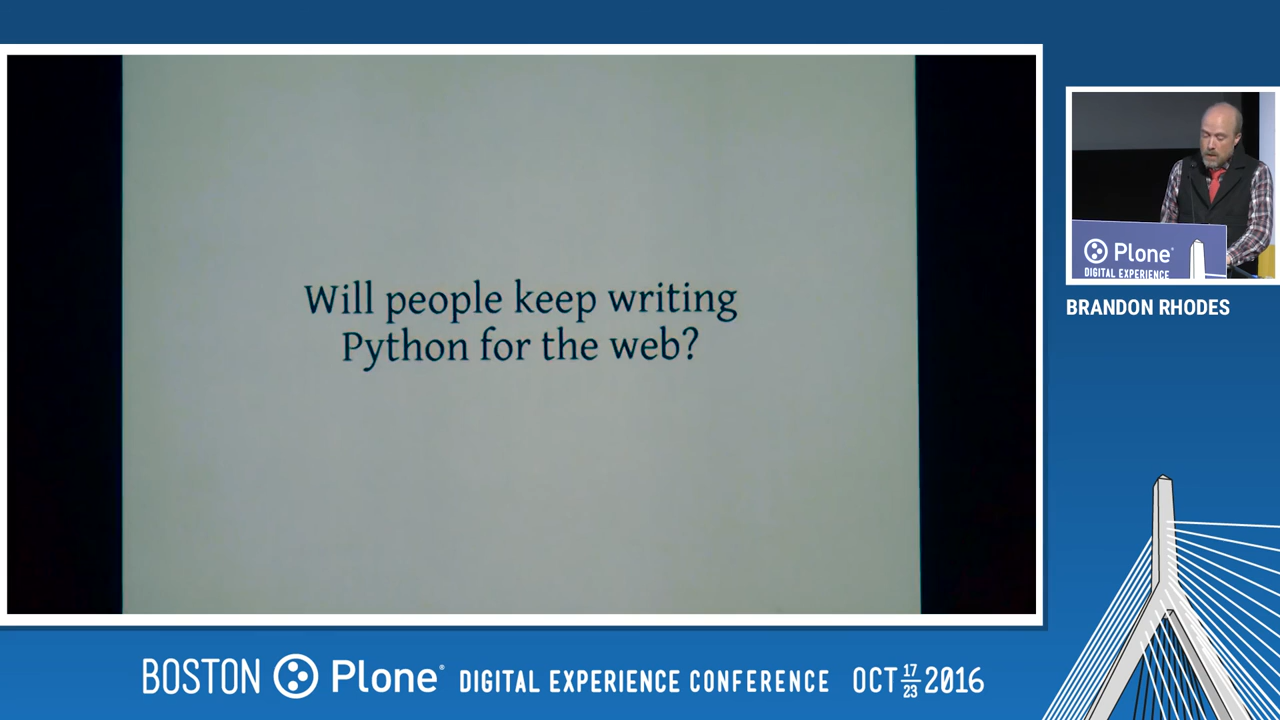 Will people keep writing
Python for the web?
Plone
DIGITAL EXPERIENCE
BRANDON RHODES
BOSTON Plone® DIGITAL EXPERIENCE CONFERENCE OCT 17 23 2016